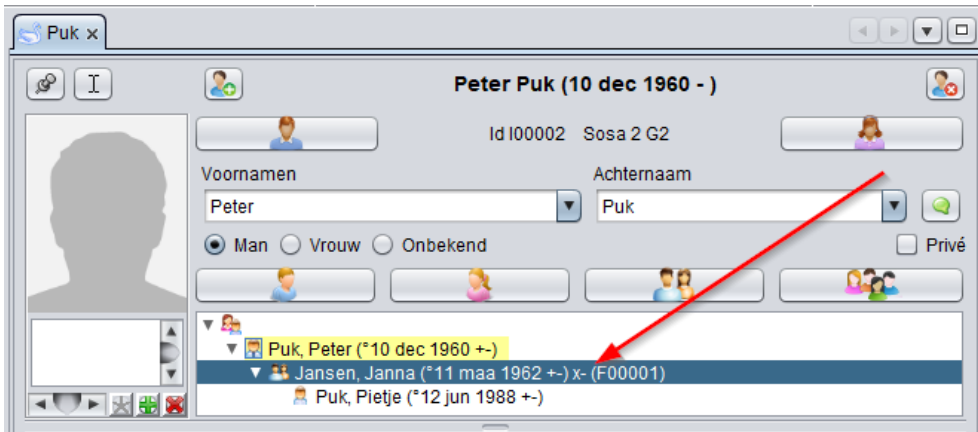 Puk x
Peter Puk (10 dec 1960 - )
Id I00002 Sosa 2 G2
Voornamen Achternaam
Peter Puk
Man Vrouw Onbekend Privé
Puk, Peter (°10 dec 1960 +-)
Jansen, Janna (°11 maa 1962 +-) x- (F00001)
Puk, Pietje (°12 jun 1988 +-)